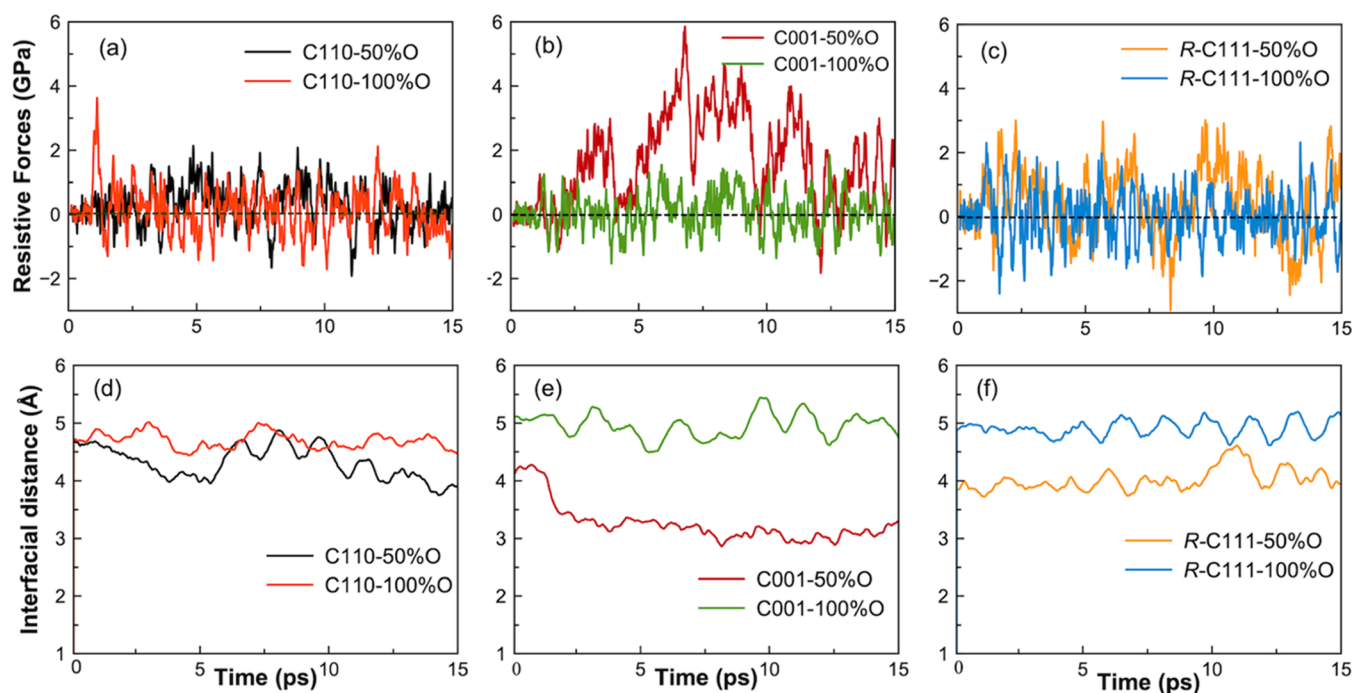 Resistive Forces (GPa)
6
4
2
0
−2
(a)
C110-50%O
C110-100%O
0
5
10
15
6
4
2
0
−2
(b)
C001-50%O
C001-100%O
0
5
10
15
6
4
2
0
−2
(c)
R-C111-50%O
R-C111-100%O
0
5
10
15
Interfacial distance (Å)
6
5
4
3
2
1
(d)
C110-50%O
C110-100%O
0
5
10
15
Time (ps)
6
5
4
3
2
1
(e)
C001-50%O
C001-100%O
0
5
10
15
Time (ps)
6
5
4
3
2
1
(f)
R-C111-50%O
R-C111-100%O
0
5
10
15
Time (ps)